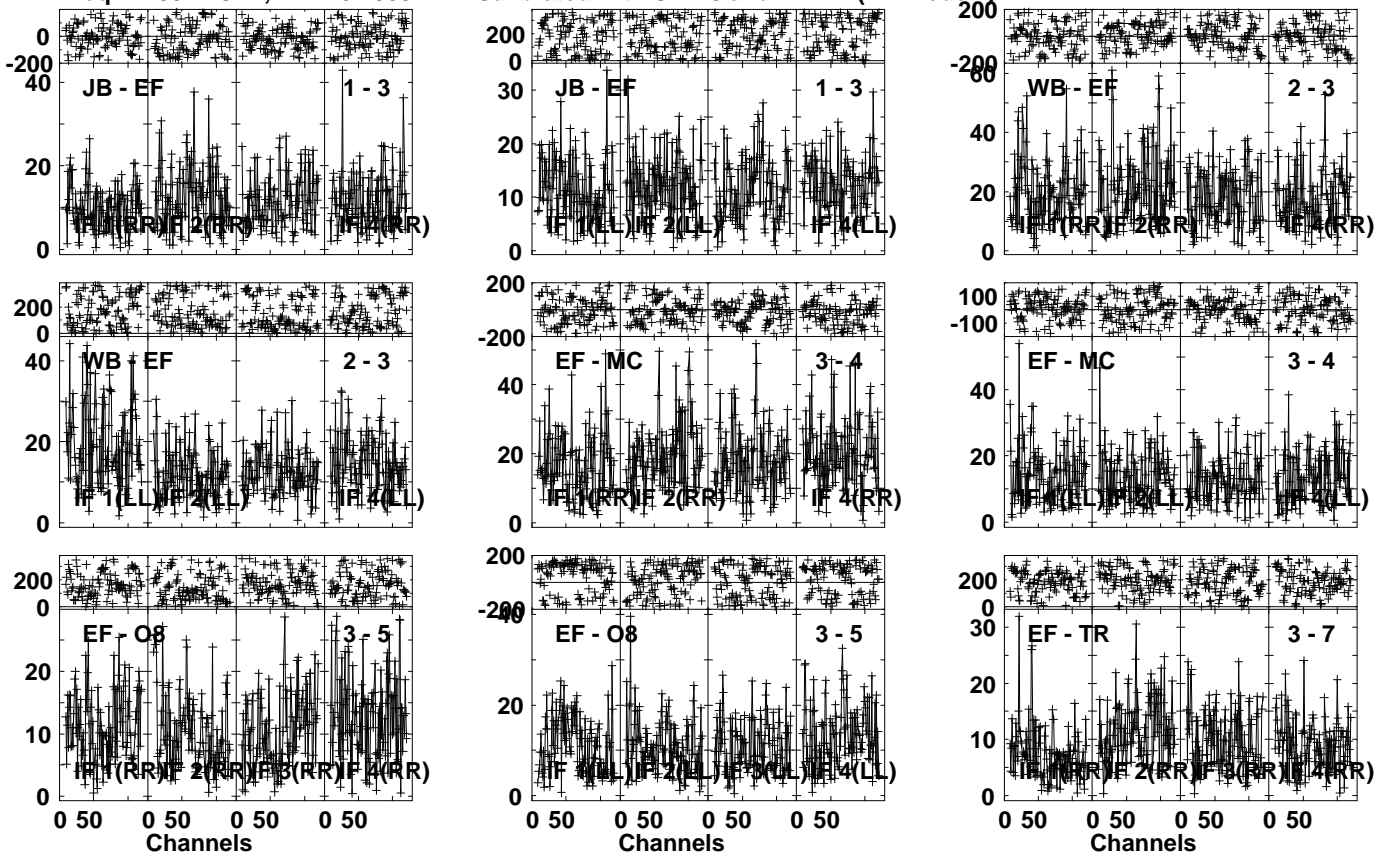 0
-200
200
0
200
-200
40
JB - EF
1 - 3
30
JB - EF
1 - 3
60
WB - EF
2 - 3
20
20
10
40
20
IF 1(RR)
IF 2(RR)
IF 4(RR)
IF 1(LL)
IF 2(LL)
IF 4(LL)
IF 1(RR)
IF 2(RR)
IF 4(RR)
0
0
0
200
0
200
-200
100
-100
40
WB - EF
2 - 3
40
EF - MC
3 - 4
40
EF - MC
3 - 4
20
20
20
IF 1(LL)
IF 2(LL)
IF 4(LL)
IF 1(RR)
IF 2(RR)
IF 4(RR)
IF 1(LL)
IF 2(LL)
IF 4(LL)
0
0
0
200
0
200
-200
200
0
EF - O8
3 - 5
40
EF - O8
3 - 5
30
EF - TR
3 - 7
20
10
20
20
10
IF 1(RR)
IF 2(RR)
IF 3(RR)
IF 4(RR)
IF 1(LL)
IF 2(LL)
IF 3(LL)
IF 4(LL)
IF 1(RR)
IF 2(RR)
IF 3(RR)
IF 4(RR)
0
0
0
0 50 0 50 0 50 0 50
0 50 0 50 0 50 0 50
0 50 0 50 0 50 0 50
Channels
Channels
Channels